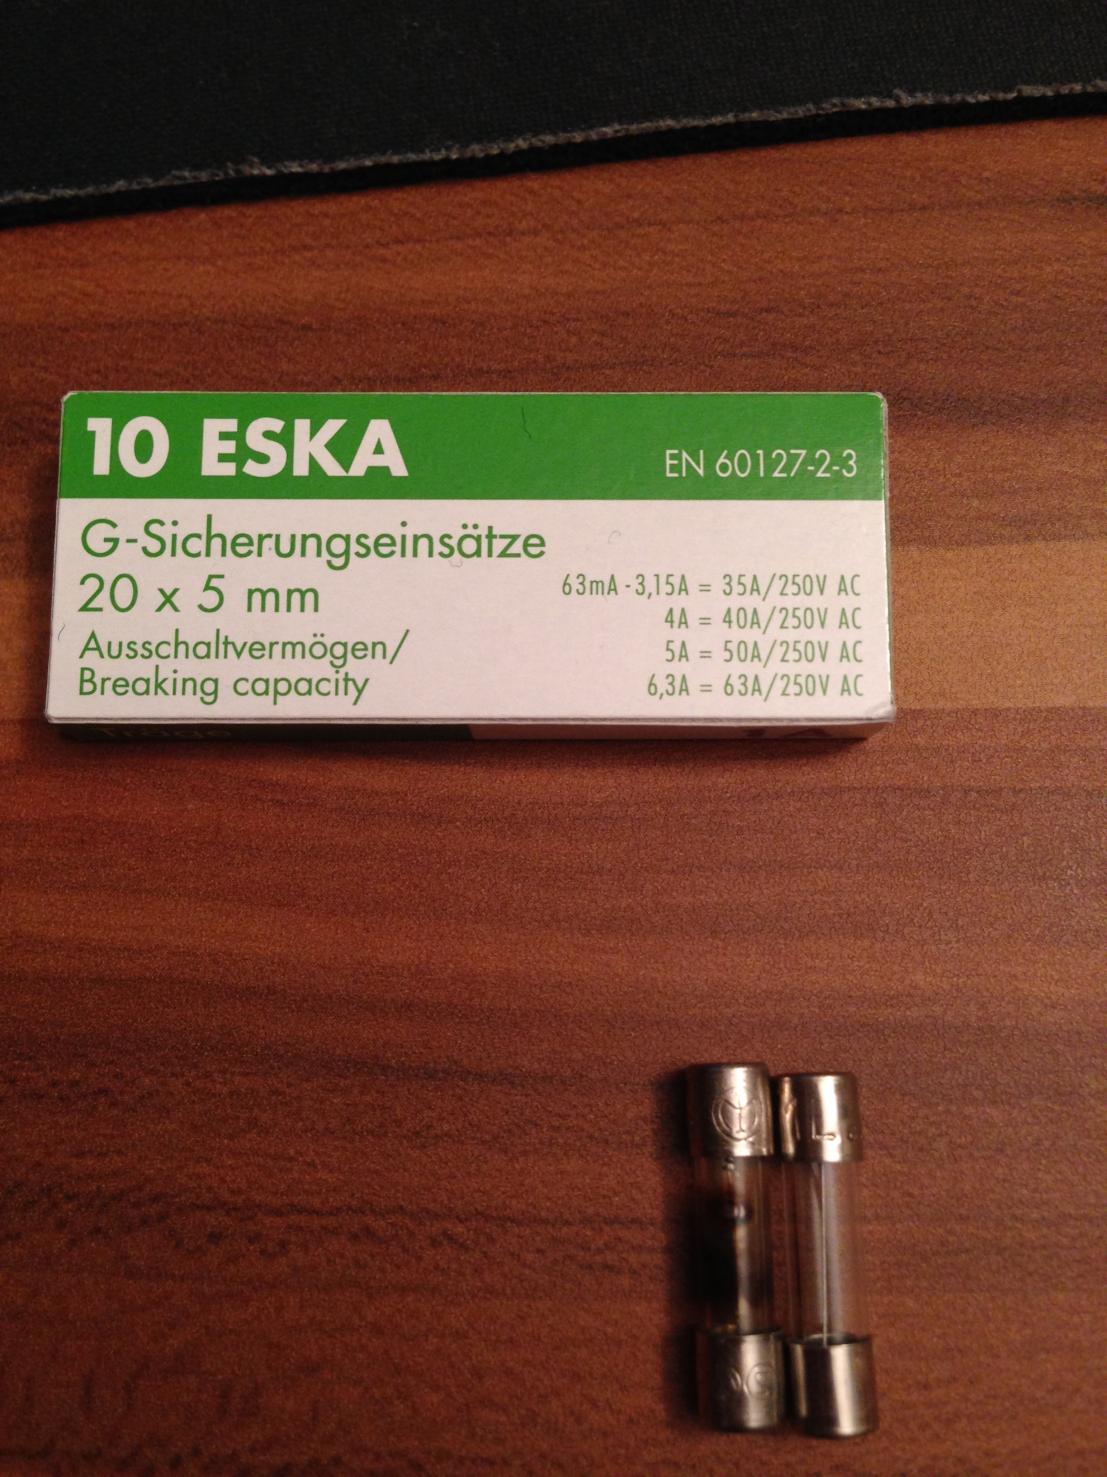 10 ESKA
EN 60127-2-3
G-Sicherungseinsätze
20 x 5 mm
Ausschaltvermögen/
Breaking capacity
63mA - 3,15A = 35A/250V AC
4A = 40A/250V AC
5A = 50A/250V AC
6,3A = 63A/250V AC
Träge